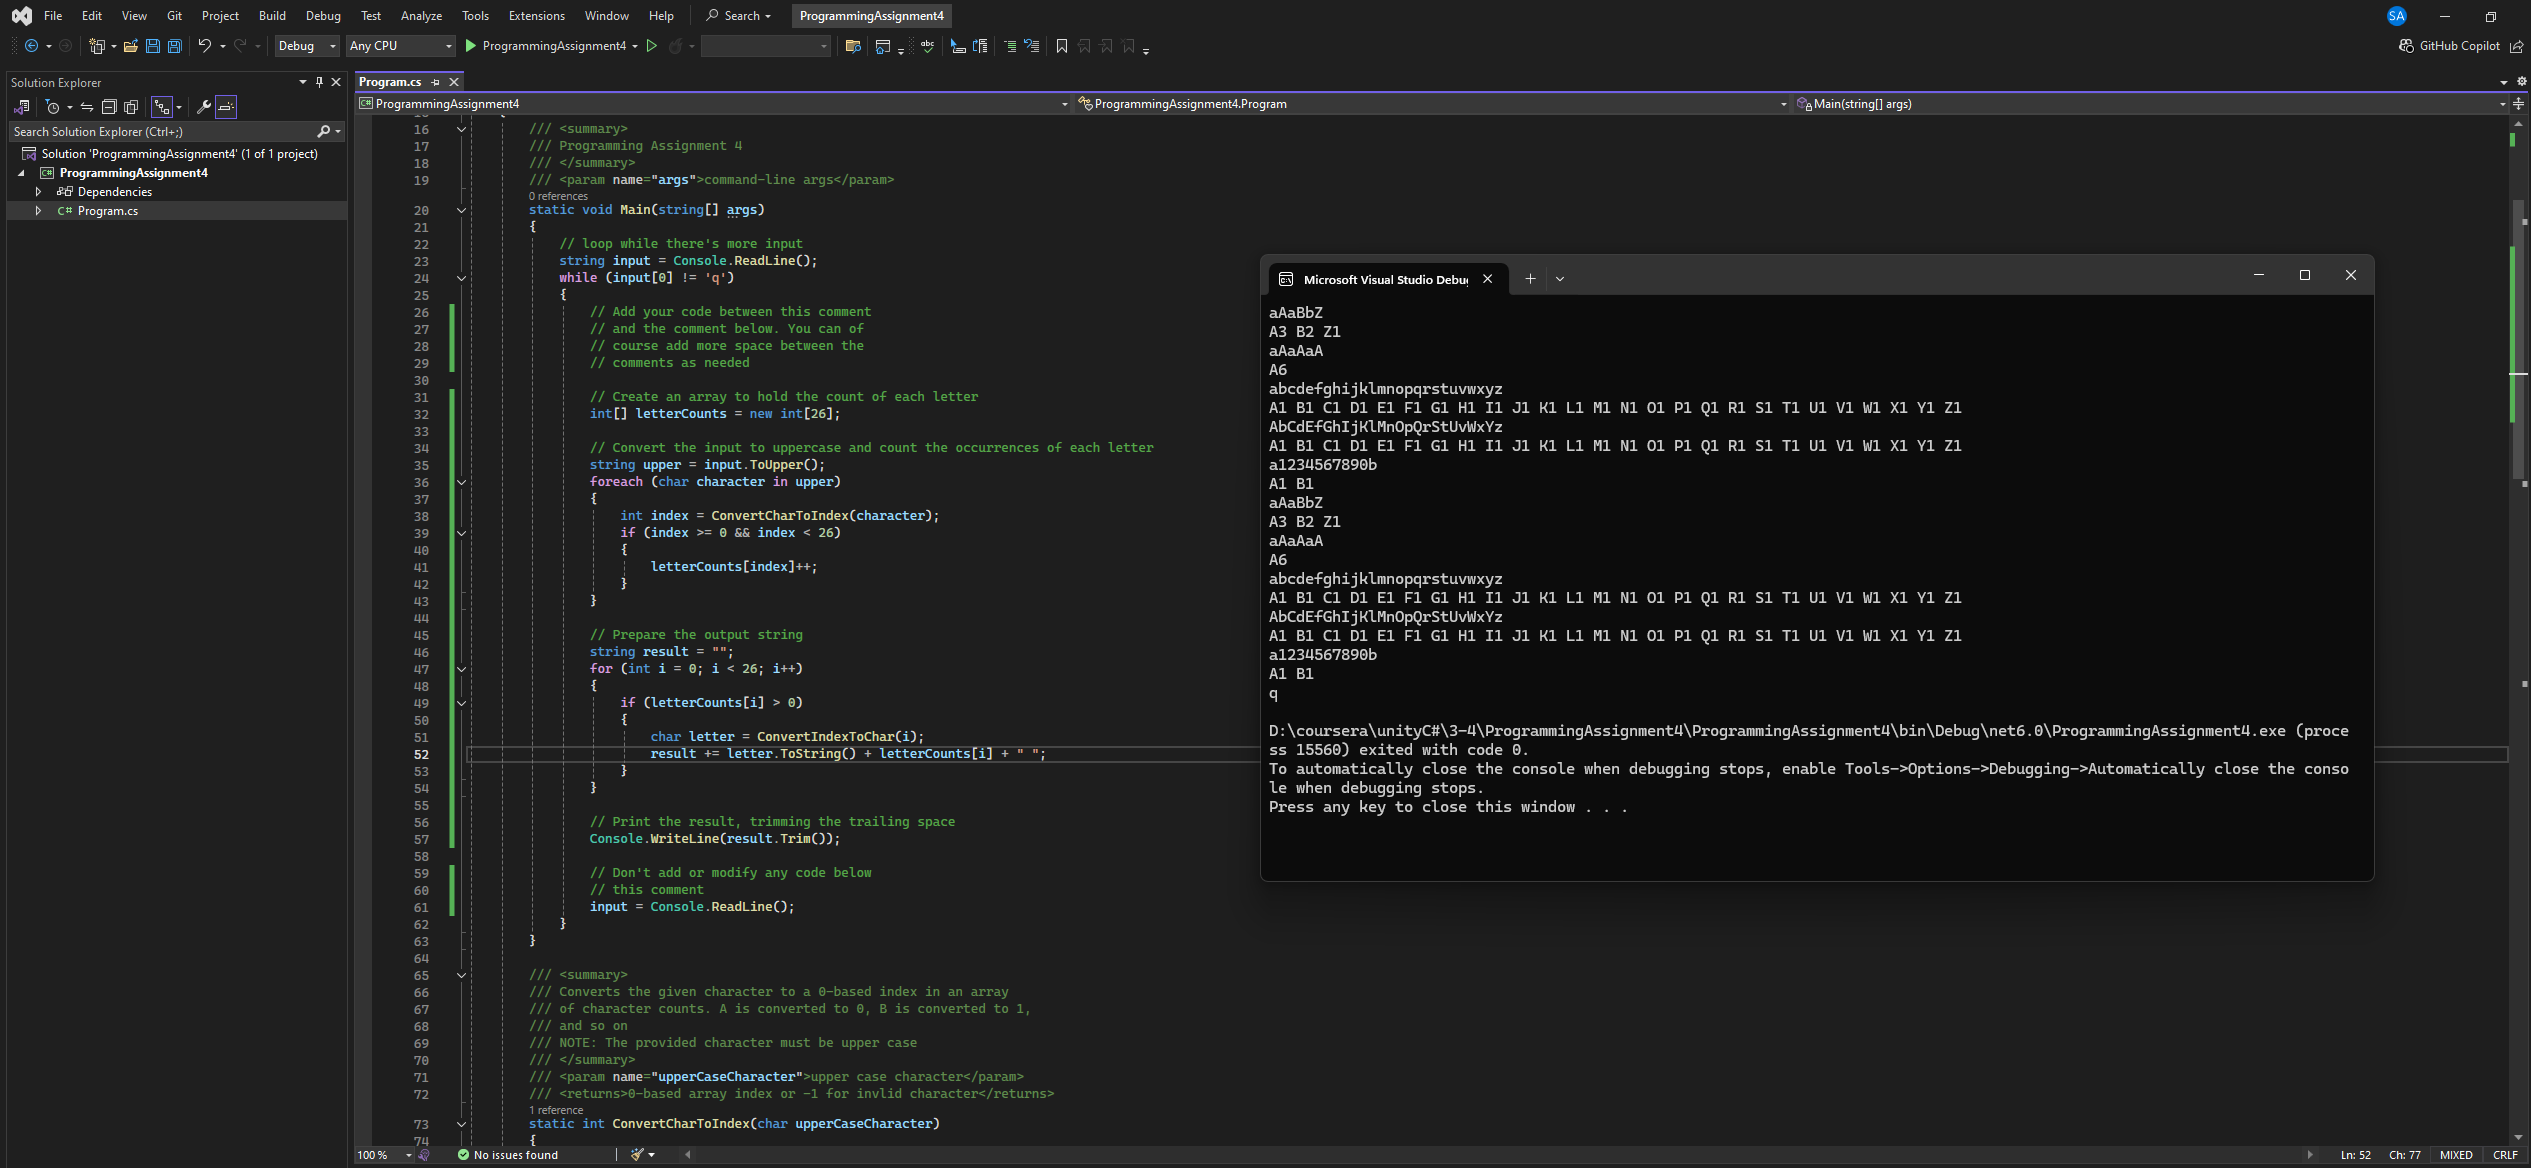 File Edit View Git Project Build Debug Test Analyze Tools Extensions Window Help Search ProgrammingAssignment4 SA
Debug Any CPU ProgrammingAssignment4 GitHub Copilot
Solution Explorer
Search Solution Explorer (Ctrl+;)
Solution 'ProgrammingAssignment4' (1 of 1 project)
ProgrammingAssignment4
Dependencies
C# Program.cs
Program.cs
ProgrammingAssignment4 ProgrammingAssignment4.Program Main(string[] args)
16 /// <summary>
17 /// Programming Assignment 4
18 /// </summary>
19 /// <param name="args">command-line args</param>
0 references
20 static void Main(string[] args)
21 {
22 // loop while there's more input
23 string input = Console.ReadLine();
24 while (input[0] != 'q')
25 {
26 // Add your code between this comment
27 // and the comment below. You can of
28 // course add more space between the
29 // comments as needed
30
31 // Create an array to hold the count of each letter
32 int[] letterCounts = new int[26];
33
34 // Convert the input to uppercase and count the occurrences of each letter
35 string upper = input.ToUpper();
36 foreach (char character in upper)
37 {
38 int index = ConvertCharToIndex(character);
39 if (index >= 0 && index < 26)
40 {
41 letterCounts[index]++;
42 }
43 }
44
45 // Prepare the output string
46 string result = "";
47 for (int i = 0; i < 26; i++)
48 {
49 if (letterCounts[i] > 0)
50 {
51 char letter = ConvertIndexToChar(i);
52 result += letter.ToString() + letterCounts[i] + " ";
53 }
54 }
55
56 // Print the result, trimming the trailing space
57 Console.WriteLine(result.Trim());
58
59 // Don't add or modify any code below
60 // this comment
61 input = Console.ReadLine();
62 }
63 }
64
65 /// <summary>
66 /// Converts the given character to a 0-based index in an array
67 /// of character counts. A is converted to 0, B is converted to 1,
68 /// and so on
69 /// NOTE: The provided character must be upper case
70 /// </summary>
71 /// <param name="upperCaseCharacter">upper case character</param>
72 /// <returns>0-based array index or -1 for invlid character</returns>
1 reference
73 static int ConvertCharToIndex(char upperCaseCharacter)
74 {
100 % No issues found Ln: 52 Ch: 77 MIXED CRLF
Microsoft Visual Studio Debu
aAaBbZ
A3 B2 Z1
aAaAaA
A6
abcdefghijklmnopqrstuvwxyz
A1 B1 C1 D1 E1 F1 G1 H1 I1 J1 K1 L1 M1 N1 O1 P1 Q1 R1 S1 T1 U1 V1 W1 X1 Y1 Z1
AbCdEfGhIjKlMnOpQrStUvWxYz
A1 B1 C1 D1 E1 F1 G1 H1 I1 J1 K1 L1 M1 N1 O1 P1 Q1 R1 S1 T1 U1 V1 W1 X1 Y1 Z1
a1234567890b
A1 B1
aAaBbZ
A3 B2 Z1
aAaAaA
A6
abcdefghijklmnopqrstuvwxyz
A1 B1 C1 D1 E1 F1 G1 H1 I1 J1 K1 L1 M1 N1 O1 P1 Q1 R1 S1 T1 U1 V1 W1 X1 Y1 Z1
AbCdEfGhIjKlMnOpQrStUvWxYz
A1 B1 C1 D1 E1 F1 G1 H1 I1 J1 K1 L1 M1 N1 O1 P1 Q1 R1 S1 T1 U1 V1 W1 X1 Y1 Z1
a1234567890b
A1 B1
q
D:\coursera\unityC#\3-4\ProgrammingAssignment4\ProgrammingAssignment4\bin\Debug\net6.0\ProgrammingAssignment4.exe (proce
ss 15560) exited with code 0.
To automatically close the console when debugging stops, enable Tools->Options->Debugging->Automatically close the conso
le when debugging stops.
Press any key to close this window . . .